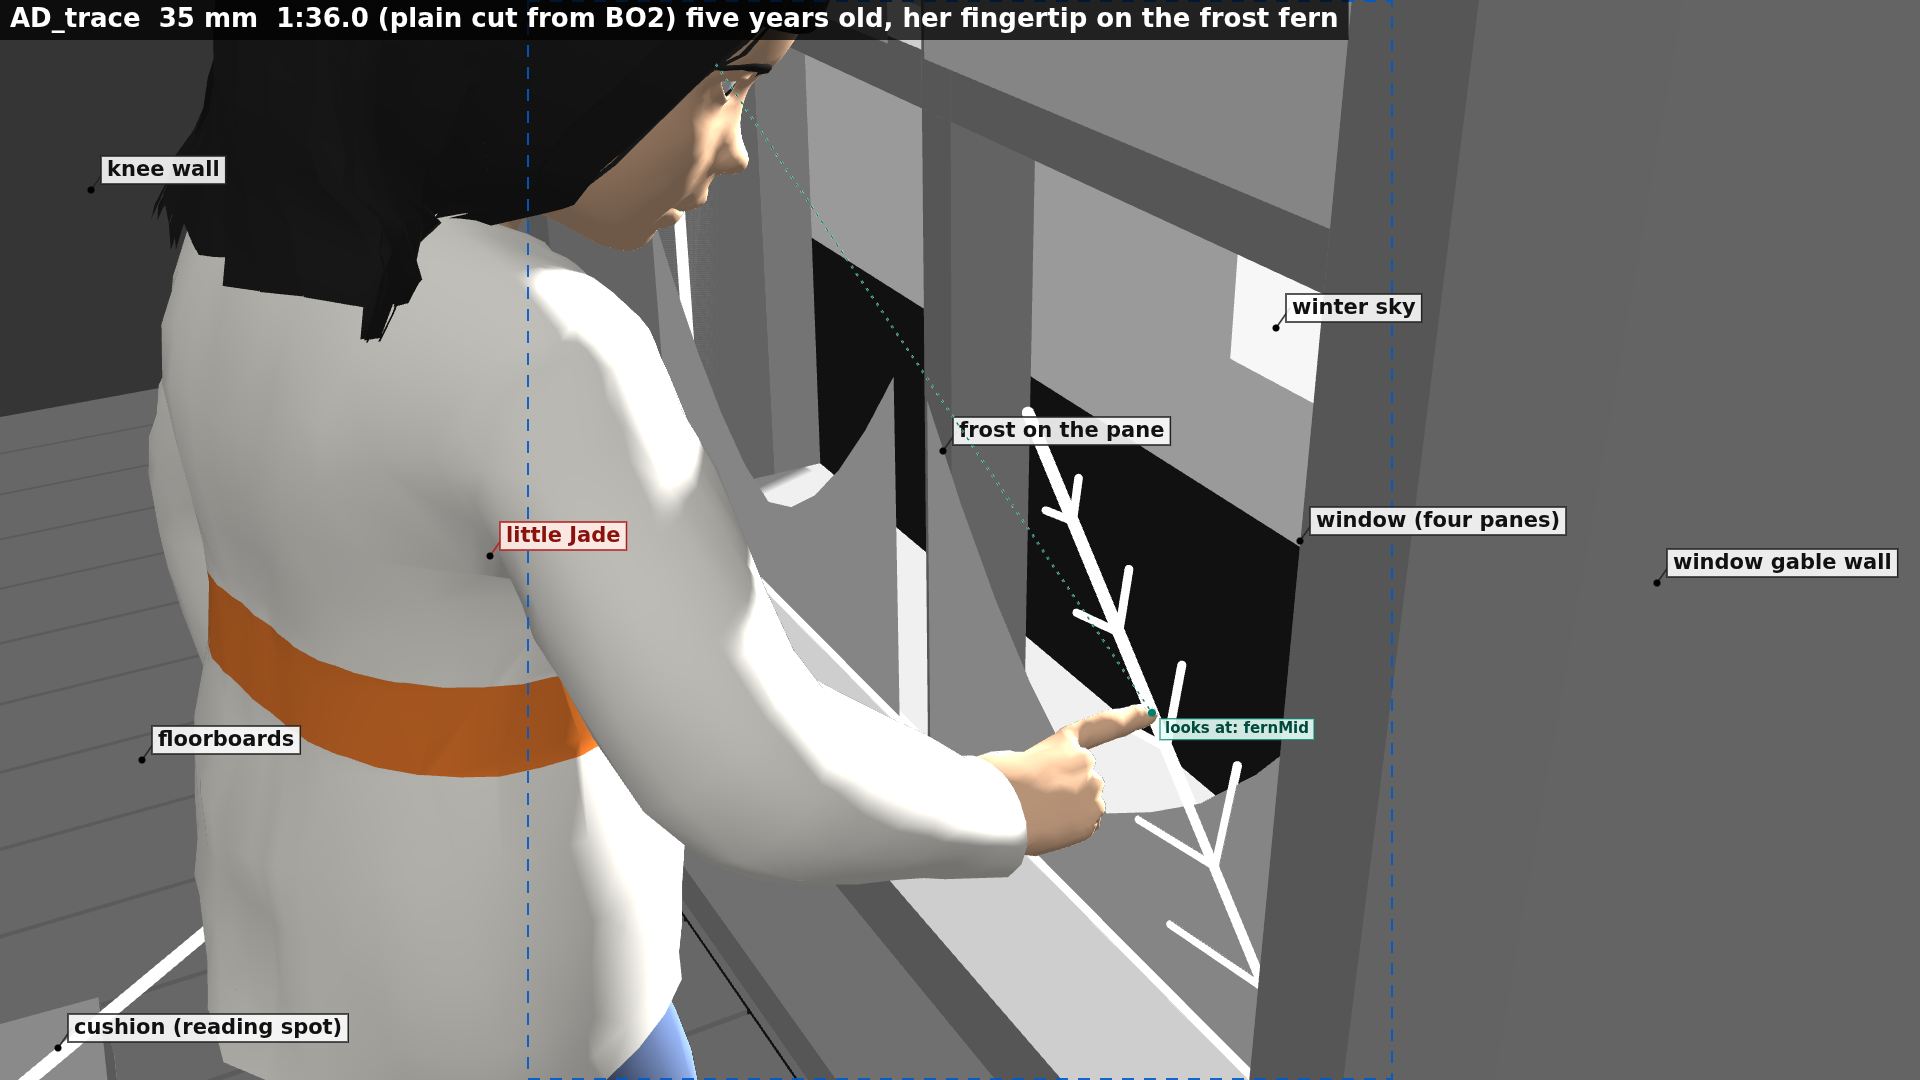 AD_trace  35 mm  1:36.0 (plain cut from BO2) five years old, her fingertip on the frost fern
knee wall
winter sky
frost on the pane
window (four panes)
little Jade
window gable wall
looks at: fernMid
floorboards
cushion (reading spot)